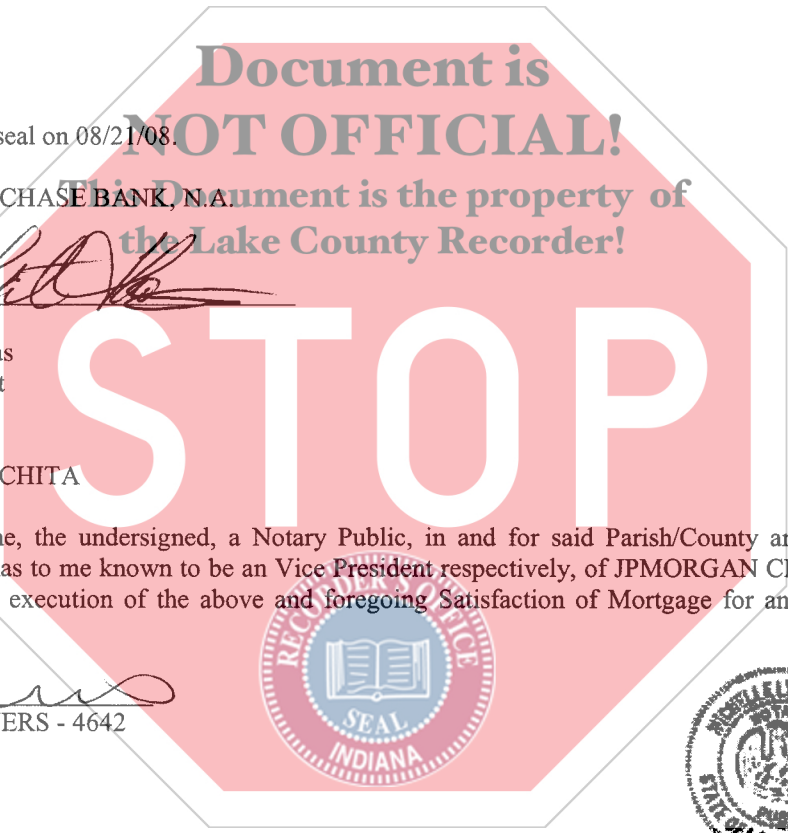 Document is
seal on 08/21/08.
NOT OFFICIAL!
CHASE BANK, N.A.
This Document is the property of
the Lake County Recorder!
as
t
STOP
CHITA
ne, the undersigned, a Notary Public, in and for said Parish/County an
as to me known to be an Vice President respectively, of JPMORGAN C
execution of the above and foregoing Satisfaction of Mortgage for an
RECORDER'S OFFICE
SEAL
INDIANA
ERS - 4642
STATE OF